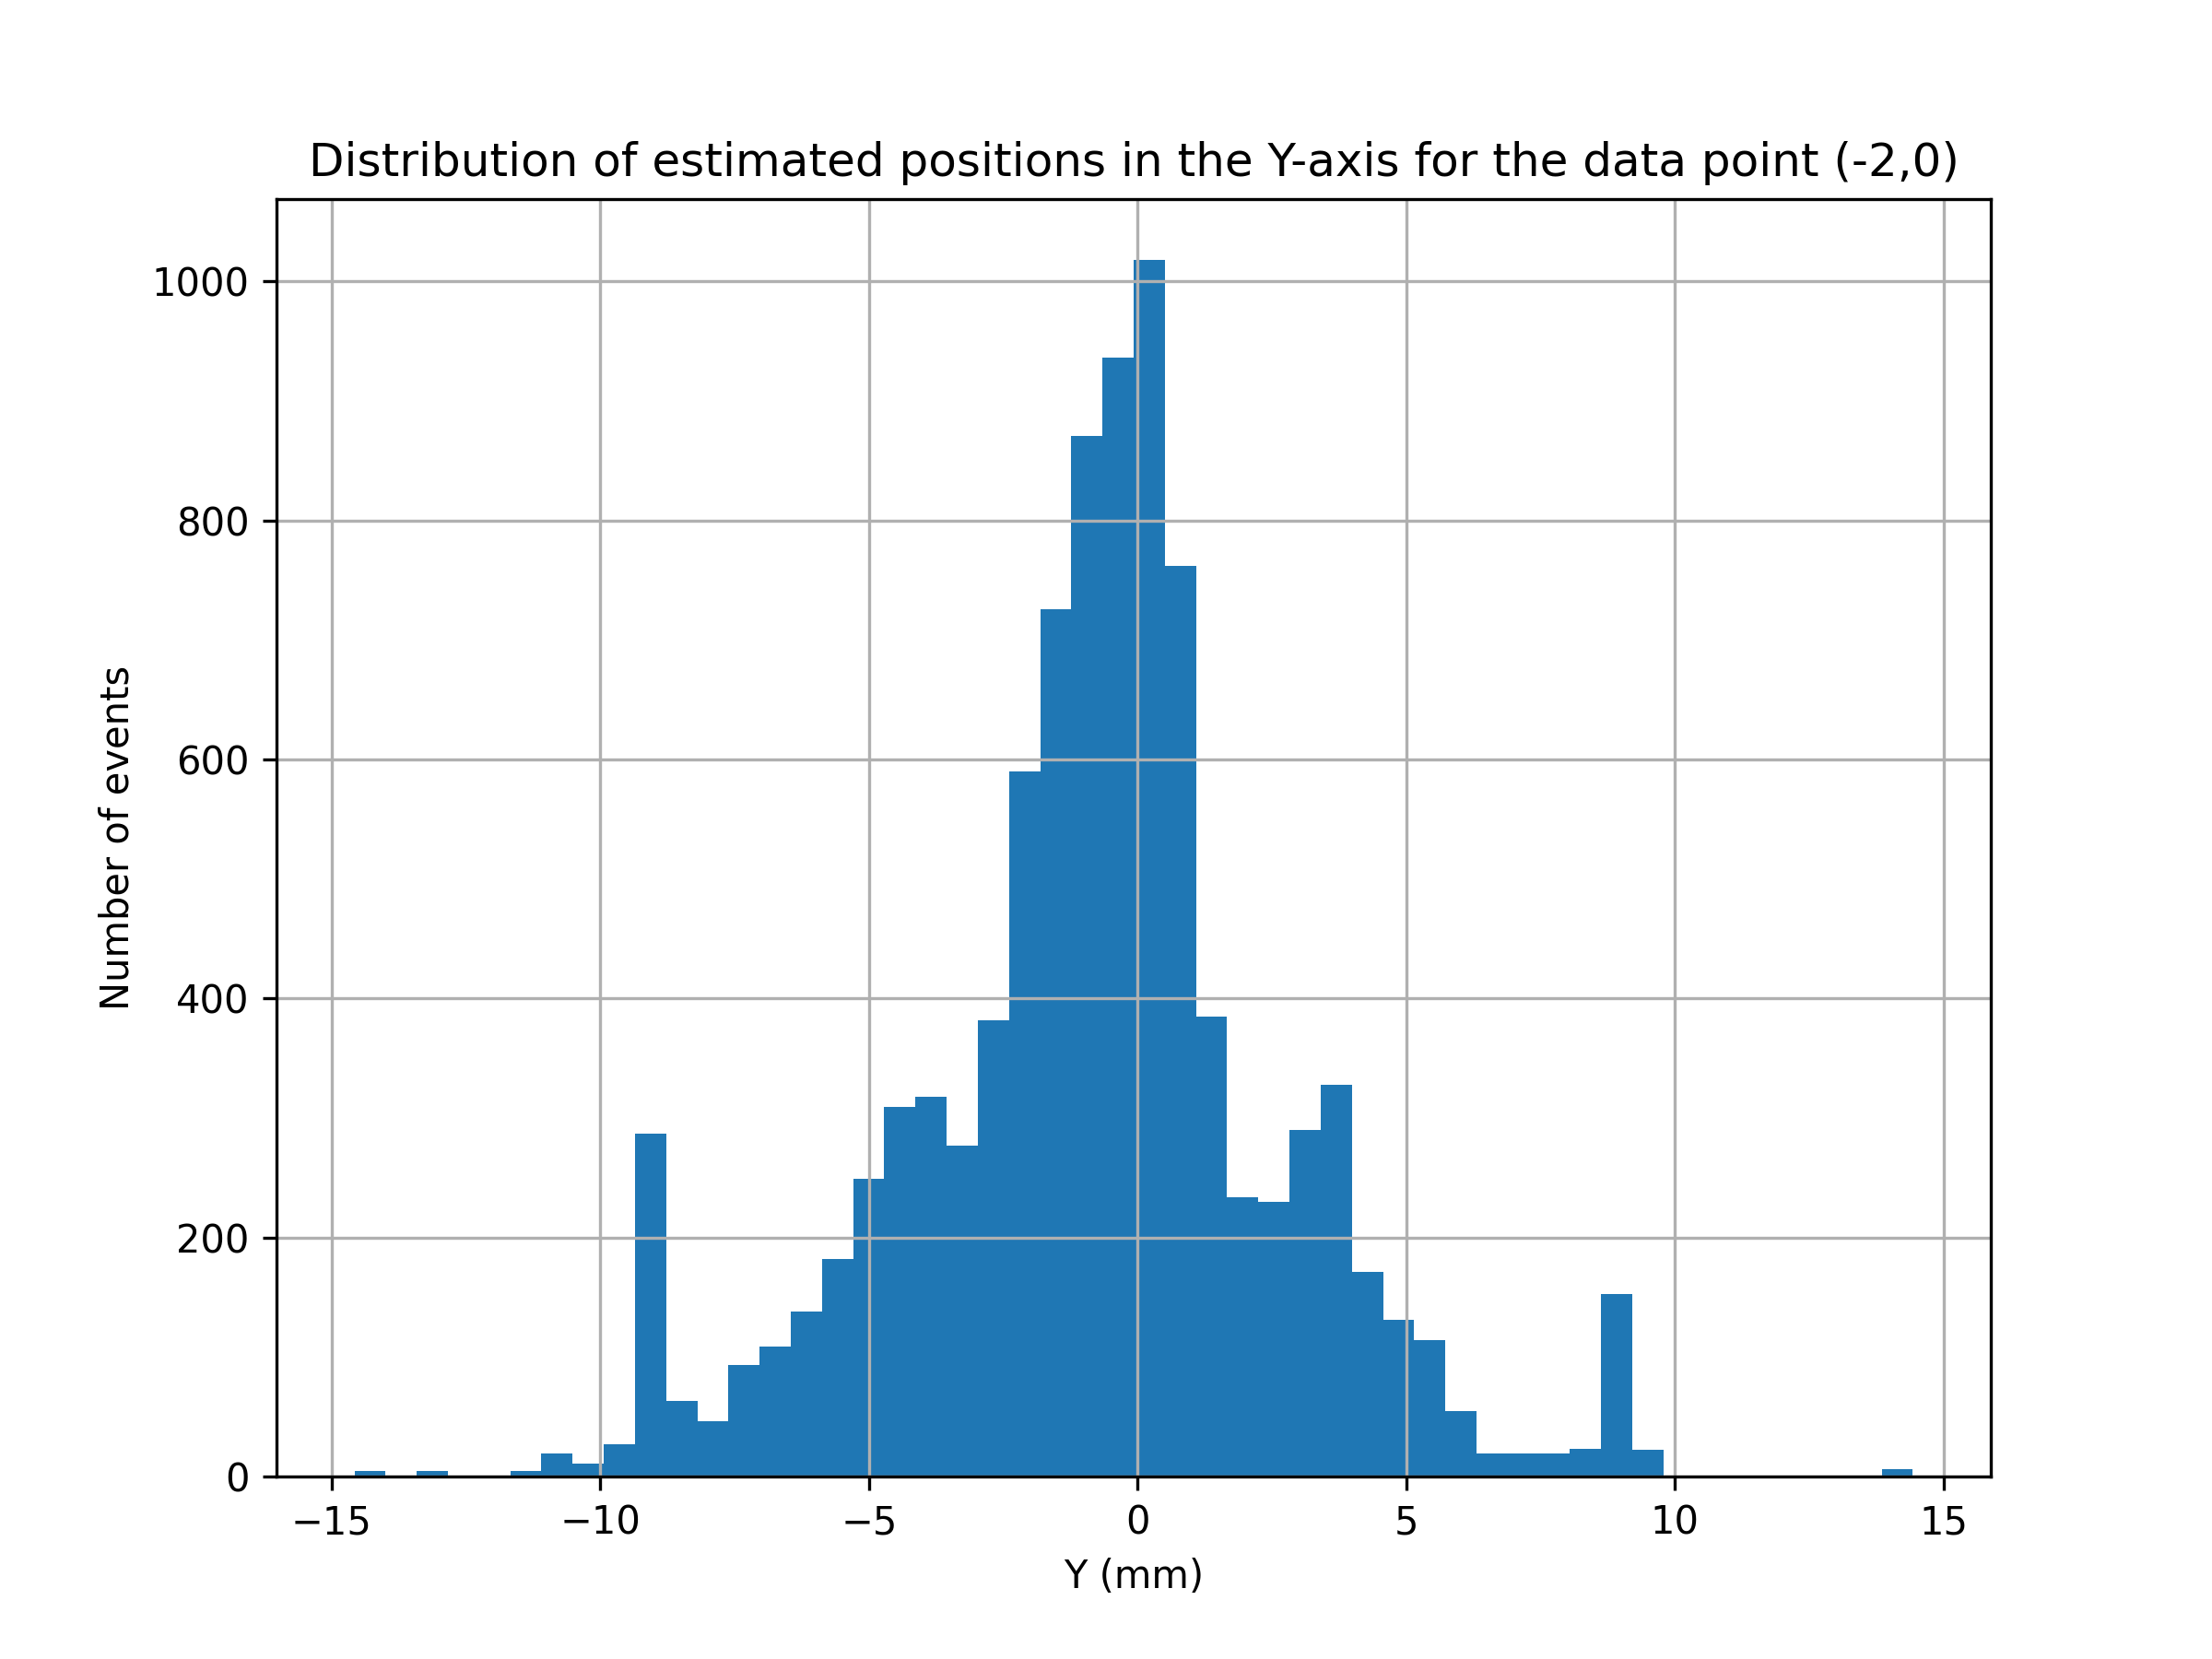 Distribution of estimated positions in the Y-axis for the data point (-2,0)
1000
800
600
400
200
0
Number of events
−15 −10 −5 0 5 10 15
Y (mm)